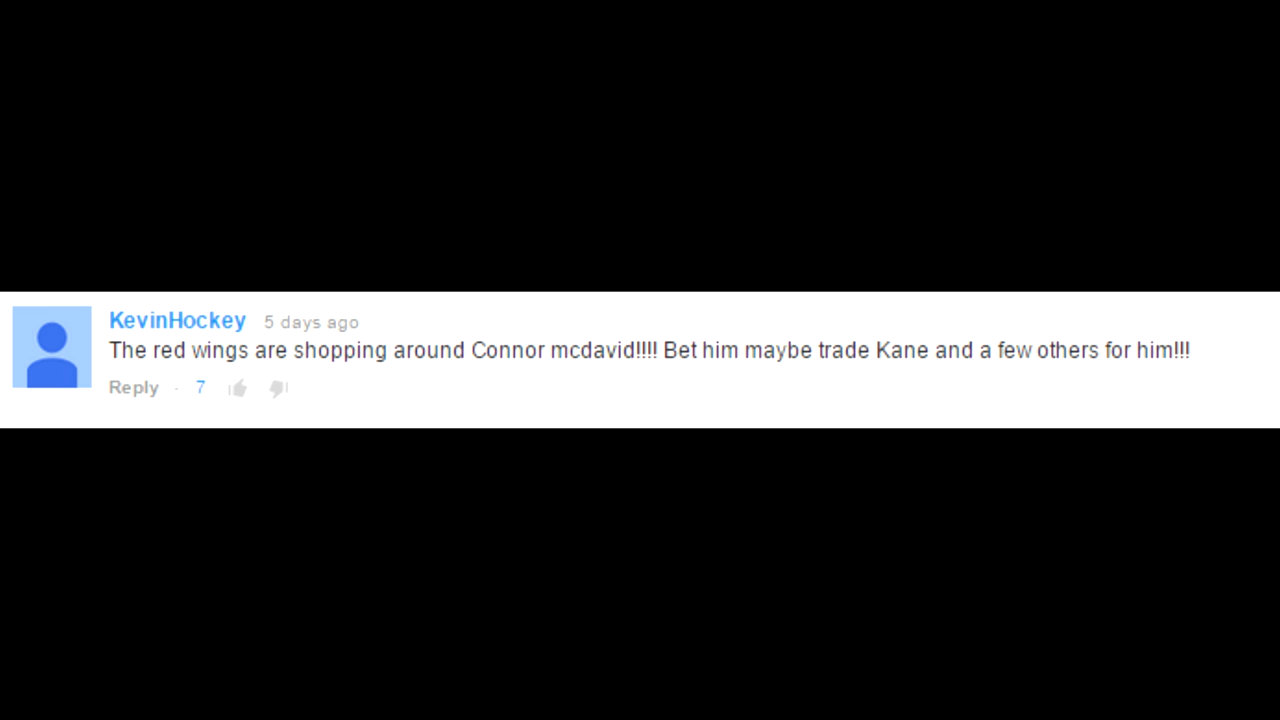 KevinHockey 5 days ago
The red wings are shopping around Connor mcdavid!!!! Bet him maybe trade Kane and a few others for him!!!
Reply · 7